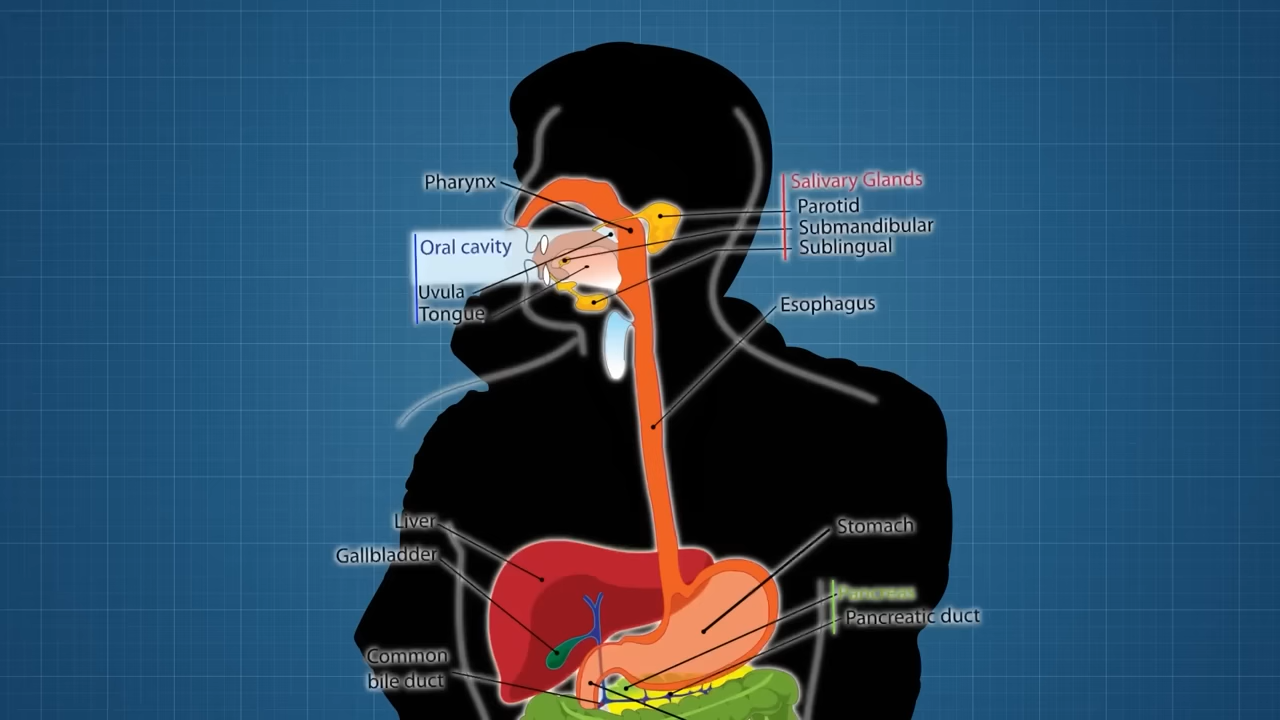 Pharynx
Oral cavity
Uvula
Tongue
Salivary Glands
Parotid
Submandibular
Sublingual
Esophagus
Liver
Gallbladder
Common
bile duct
Stomach
Pancreas
Pancreatic duct